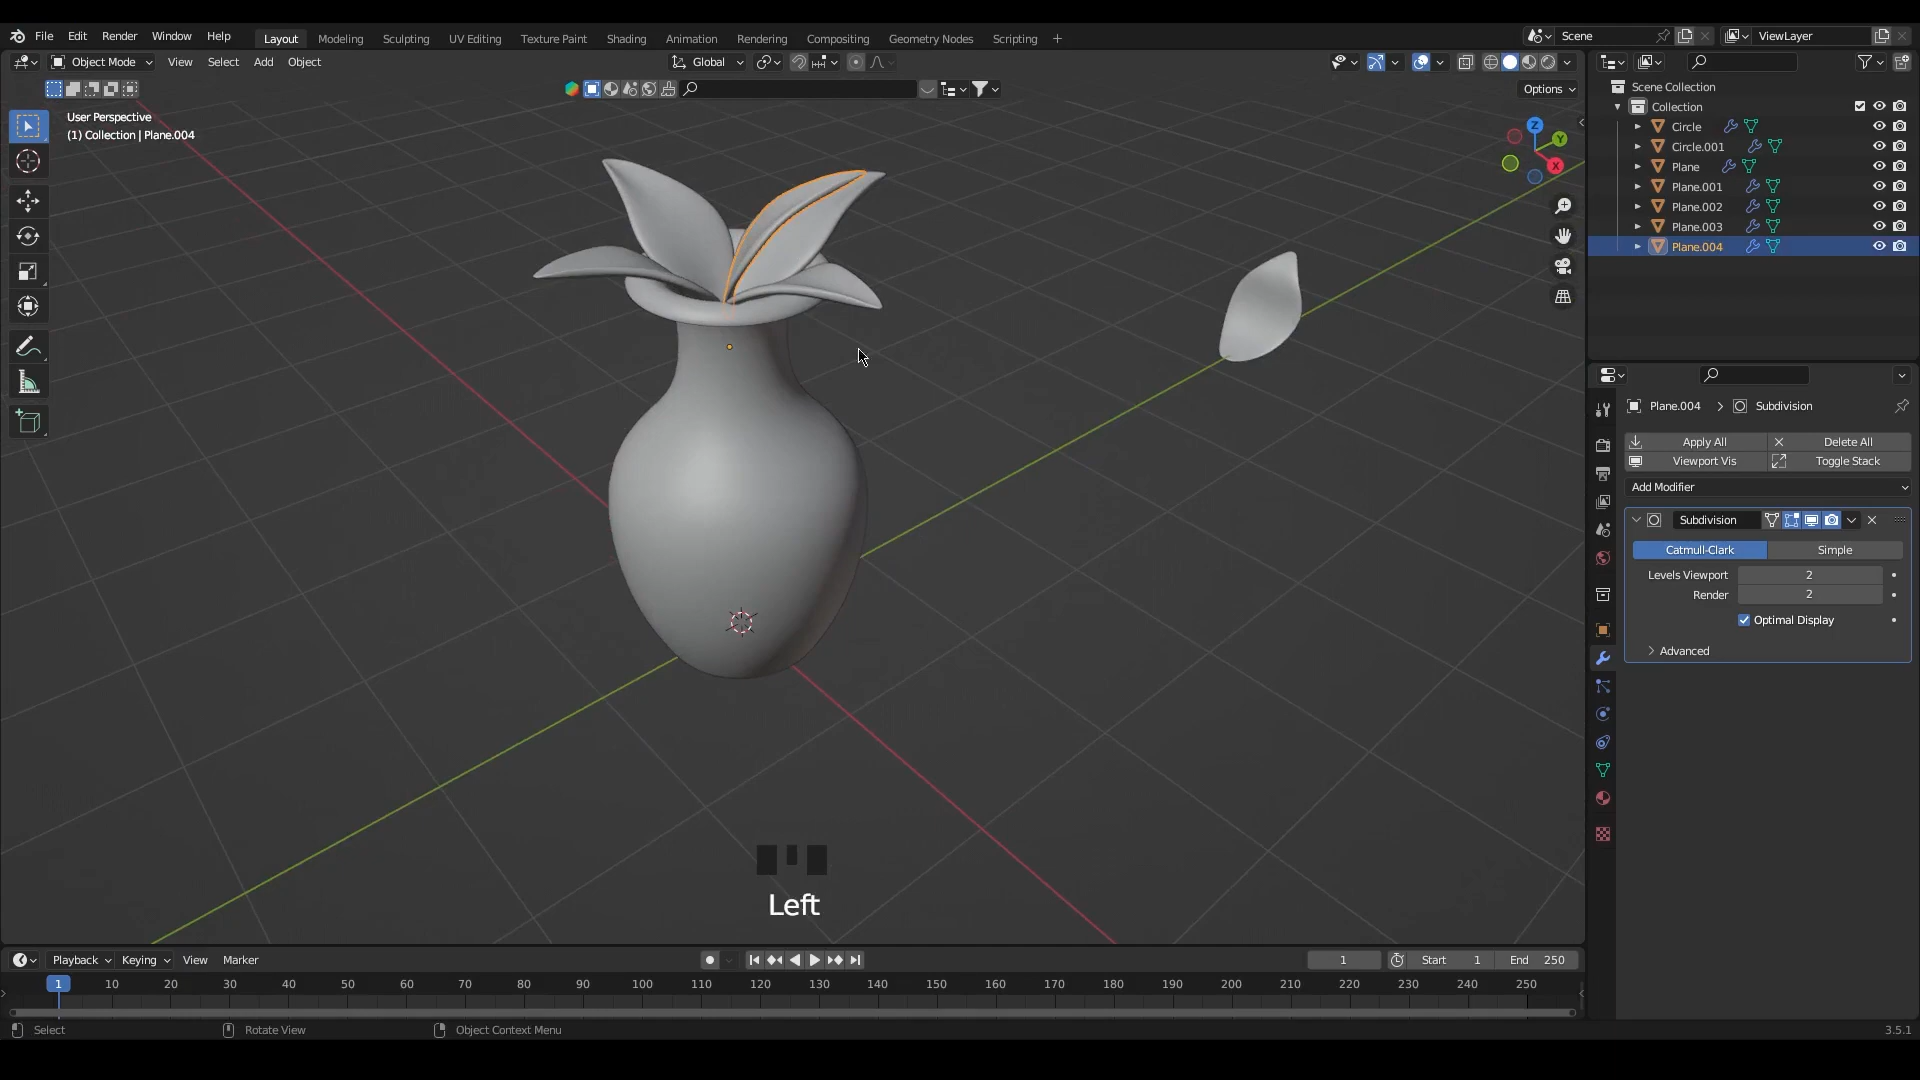 File Edit Render Window Help Layout Modeling Sculpting UV Editing Texture Paint Shading Animation Rendering Compositing Geometry Nodes Scripting + Scene ViewLayer
Object Mode View Select Add Object Global
Options
User Perspective
(1) Collection | Plane.004
Z
Y
X
Scene Collection
Collection
Circle
Circle.001
Plane
Plane.001
Plane.002
Plane.003
Plane.004
Plane.004 > Subdivision
Apply All Delete All
Viewport Vis Toggle Stack
Add Modifier
Subdivision
Catmull-Clark Simple
Levels Viewport 2
Render 2
Optimal Display
Advanced
Left
Playback Keying View Marker 1 Start 1 End 250
1 10 20 30 40 50 60 70 80 90 100 110 120 130 140 150 160 170 180 190 200 210 220 230 240 250
Select Rotate View Object Context Menu 3.5.1